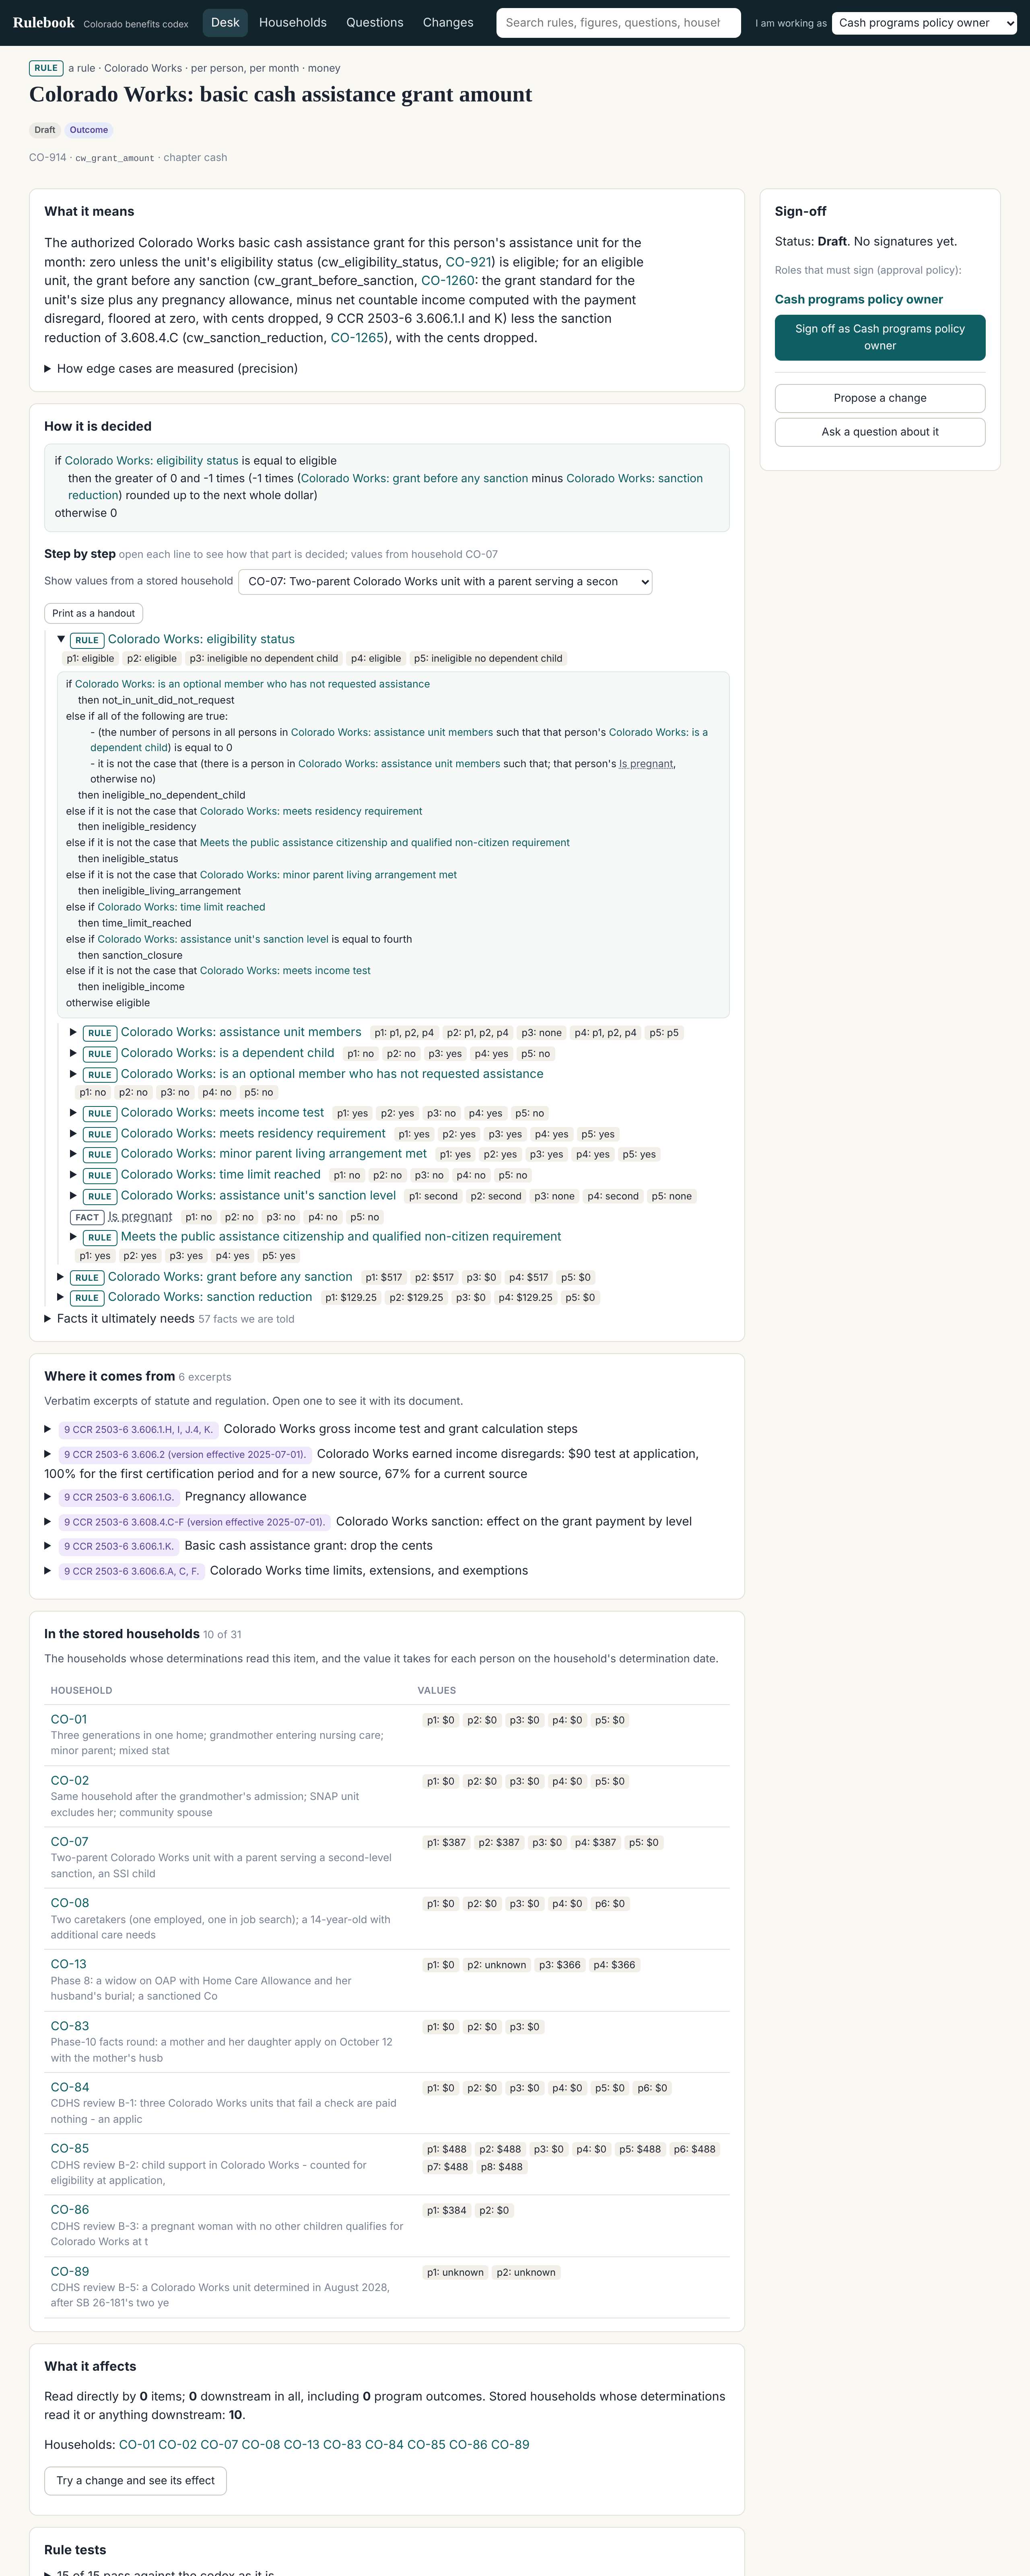 Rulebook Colorado benefits codex Desk Households Questions Changes Search rules, figures, questions, househ I am working as Cash programs policy owner
RULE a rule · Colorado Works · per person, per month · money
Colorado Works: basic cash assistance grant amount
Draft Outcome
CO-914 · cw_grant_amount · chapter cash
What it means
The authorized Colorado Works basic cash assistance grant for this person's assistance unit for the
month: zero unless the unit's eligibility status (cw_eligibility_status, CO-921) is eligible; for an eligible
unit, the grant before any sanction (cw_grant_before_sanction, CO-1260: the grant standard for the
unit's size plus any pregnancy allowance, minus net countable income computed with the payment
disregard, floored at zero, with cents dropped, 9 CCR 2503-6 3.606.1.I and K) less the sanction
reduction of 3.608.4.C (cw_sanction_reduction, CO-1265), with the cents dropped.
How edge cases are measured (precision)
Sign-off
Status: Draft. No signatures yet.
Roles that must sign (approval policy):
Cash programs policy owner
Sign off as Cash programs policy
owner
Propose a change
Ask a question about it
How it is decided
if Colorado Works: eligibility status is equal to eligible
then the greater of 0 and -1 times (-1 times (Colorado Works: grant before any sanction minus Colorado Works: sanction
reduction) rounded up to the next whole dollar)
otherwise 0
Step by step open each line to see how that part is decided; values from household CO-07
Show values from a stored household CO-07: Two-parent Colorado Works unit with a parent serving a secon
Print as a handout
RULE Colorado Works: eligibility status
p1: eligible p2: eligible p3: ineligible no dependent child p4: eligible p5: ineligible no dependent child
if Colorado Works: is an optional member who has not requested assistance
then not_in_unit_did_not_request
else if all of the following are true:
- (the number of persons in all persons in Colorado Works: assistance unit members such that that person's Colorado Works: is a
dependent child) is equal to 0
- it is not the case that (there is a person in Colorado Works: assistance unit members such that; that person's Is pregnant,
otherwise no)
then ineligible_no_dependent_child
else if it is not the case that Colorado Works: meets residency requirement
then ineligible_residency
else if it is not the case that Meets the public assistance citizenship and qualified non-citizen requirement
then ineligible_status
else if it is not the case that Colorado Works: minor parent living arrangement met
then ineligible_living_arrangement
else if Colorado Works: time limit reached
then time_limit_reached
else if Colorado Works: assistance unit's sanction level is equal to fourth
then sanction_closure
else if it is not the case that Colorado Works: meets income test
then ineligible_income
otherwise eligible
RULE Colorado Works: assistance unit members p1: p1, p2, p4 p2: p1, p2, p4 p3: none p4: p1, p2, p4 p5: p5
RULE Colorado Works: is a dependent child p1: no p2: no p3: yes p4: yes p5: no
RULE Colorado Works: is an optional member who has not requested assistance
p1: no p2: no p3: no p4: no p5: no
RULE Colorado Works: meets income test p1: yes p2: yes p3: no p4: yes p5: no
RULE Colorado Works: meets residency requirement p1: yes p2: yes p3: yes p4: yes p5: yes
RULE Colorado Works: minor parent living arrangement met p1: yes p2: yes p3: yes p4: yes p5: yes
RULE Colorado Works: time limit reached p1: no p2: no p3: no p4: no p5: no
RULE Colorado Works: assistance unit's sanction level p1: second p2: second p3: none p4: second p5: none
FACT Is pregnant p1: no p2: no p3: no p4: no p5: no
RULE Meets the public assistance citizenship and qualified non-citizen requirement
p1: yes p2: yes p3: yes p4: yes p5: yes
RULE Colorado Works: grant before any sanction p1: $517 p2: $517 p3: $0 p4: $517 p5: $0
RULE Colorado Works: sanction reduction p1: $129.25 p2: $129.25 p3: $0 p4: $129.25 p5: $0
Facts it ultimately needs 57 facts we are told
Where it comes from 6 excerpts
Verbatim excerpts of statute and regulation. Open one to see it with its document.
9 CCR 2503-6 3.606.1.H, I, J.4, K. Colorado Works gross income test and grant calculation steps
9 CCR 2503-6 3.606.2 (version effective 2025-07-01). Colorado Works earned income disregards: $90 test at application,
100% for the first certification period and for a new source, 67% for a current source
9 CCR 2503-6 3.606.1.G. Pregnancy allowance
9 CCR 2503-6 3.608.4.C-F (version effective 2025-07-01). Colorado Works sanction: effect on the grant payment by level
9 CCR 2503-6 3.606.1.K. Basic cash assistance grant: drop the cents
9 CCR 2503-6 3.606.6.A, C, F. Colorado Works time limits, extensions, and exemptions
In the stored households 10 of 31
The households whose determinations read this item, and the value it takes for each person on the household's determination date.
HOUSEHOLD VALUES
CO-01 p1: $0 p2: $0 p3: $0 p4: $0 p5: $0
Three generations in one home; grandmother entering nursing care;
minor parent; mixed stat
CO-02 p1: $0 p2: $0 p3: $0 p4: $0 p5: $0
Same household after the grandmother's admission; SNAP unit
excludes her; community spouse
CO-07 p1: $387 p2: $387 p3: $0 p4: $387 p5: $0
Two-parent Colorado Works unit with a parent serving a second-level
sanction, an SSI child
CO-08 p1: $0 p2: $0 p3: $0 p4: $0 p6: $0
Two caretakers (one employed, one in job search); a 14-year-old with
additional care needs
CO-13 p1: $0 p2: unknown p3: $366 p4: $366
Phase 8: a widow on OAP with Home Care Allowance and her
husband's burial; a sanctioned Co
CO-83 p1: $0 p2: $0 p3: $0
Phase-10 facts round: a mother and her daughter apply on October 12
with the mother's husb
CO-84 p1: $0 p2: $0 p3: $0 p4: $0 p5: $0 p6: $0
CDHS review B-1: three Colorado Works units that fail a check are paid
nothing - an applic
CO-85 p1: $488 p2: $488 p3: $0 p4: $0 p5: $488 p6: $488
p7: $488 p8: $488
CDHS review B-2: child support in Colorado Works - counted for
eligibility at application,
CO-86 p1: $384 p2: $0
CDHS review B-3: a pregnant woman with no other children qualifies for
Colorado Works at t
CO-89 p1: unknown p2: unknown
CDHS review B-5: a Colorado Works unit determined in August 2028,
after SB 26-181's two ye
What it affects
Read directly by 0 items; 0 downstream in all, including 0 program outcomes. Stored households whose determinations
read it or anything downstream: 10.
Households: CO-01 CO-02 CO-07 CO-08 CO-13 CO-83 CO-84 CO-85 CO-86 CO-89
Try a change and see its effect
Rule tests
15 of 15 pass against the codex as it is